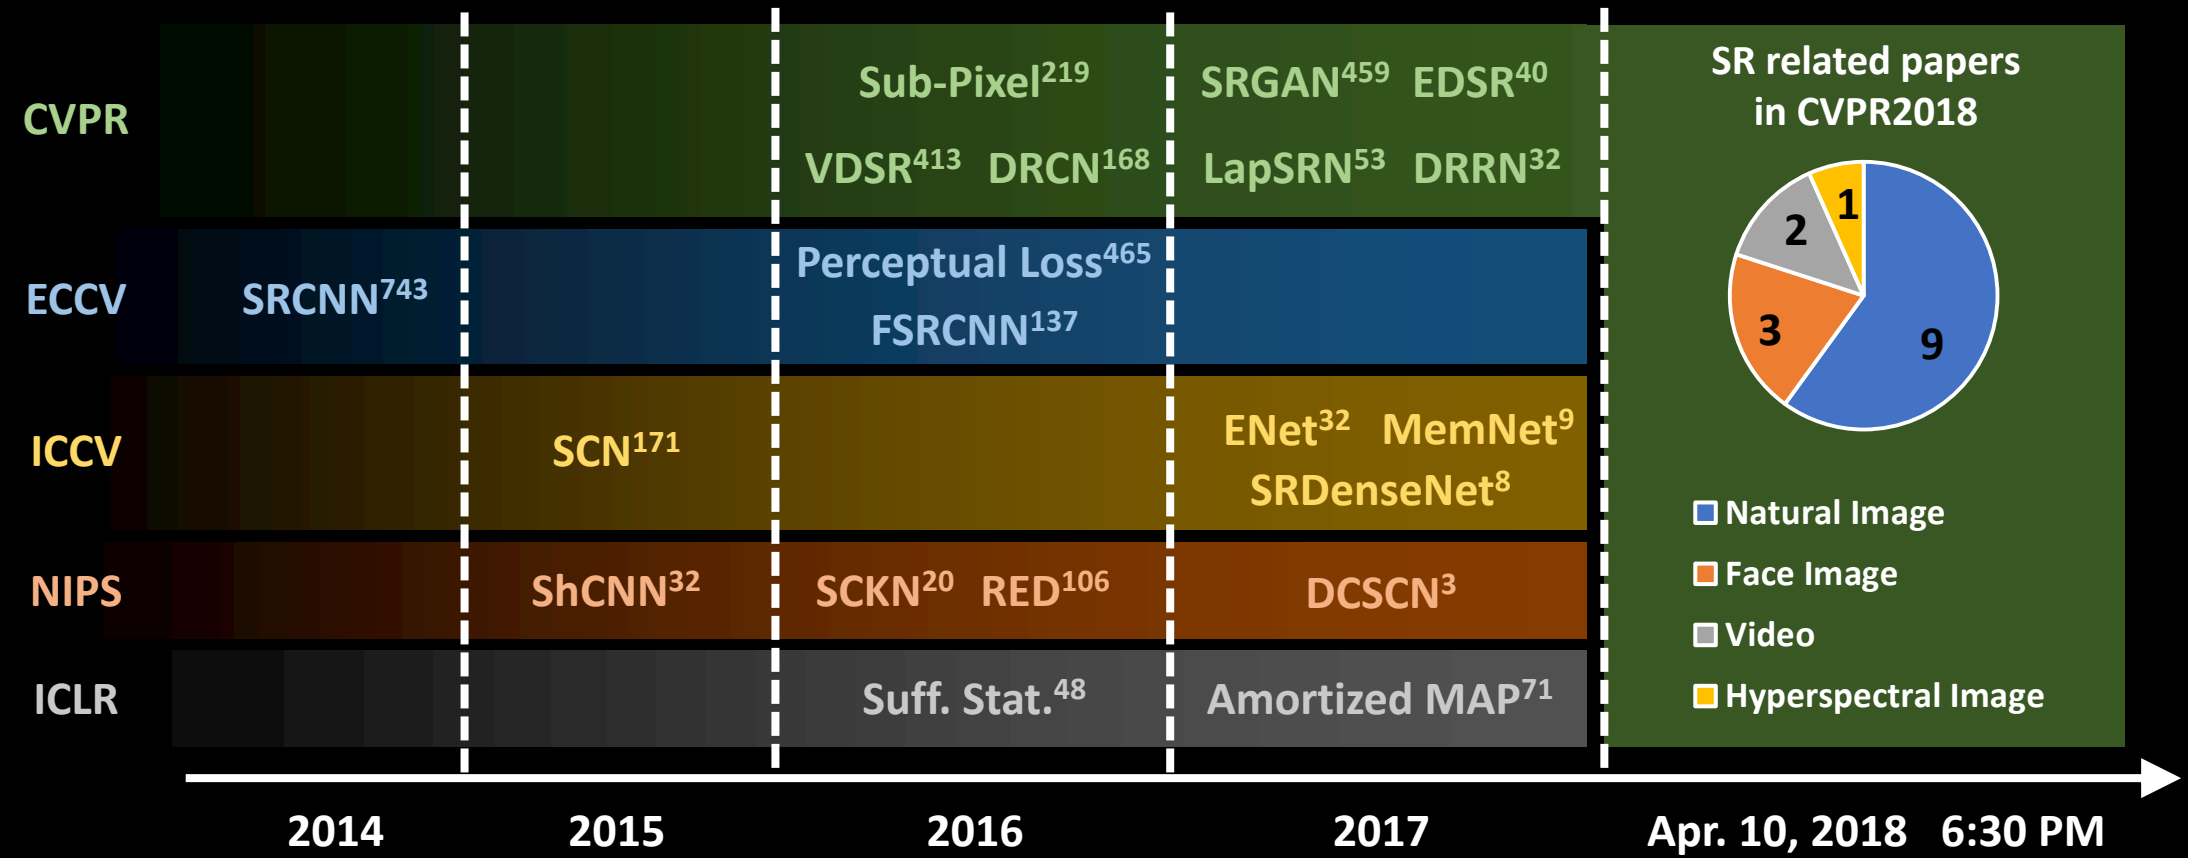 CVPR
Sub-Pixel219
VDSR413 DRCN168
SRGAN459 EDSR40
LapSRN53 DRRN32
ECCV
SRCNN743
Perceptual Loss465
FSRCNN137
ICCV
SCN171
ENet32 MemNet9
SRDenseNet8
NIPS
ShCNN32
SCKN20 RED106
DCSCN3
ICLR
Suff. Stat.48
Amortized MAP71
SR related papers
in CVPR2018
1
2
3
9
Natural Image
Face Image
Video
Hyperspectral Image
2014
2015
2016
2017
Apr. 10, 2018 6:30 PM